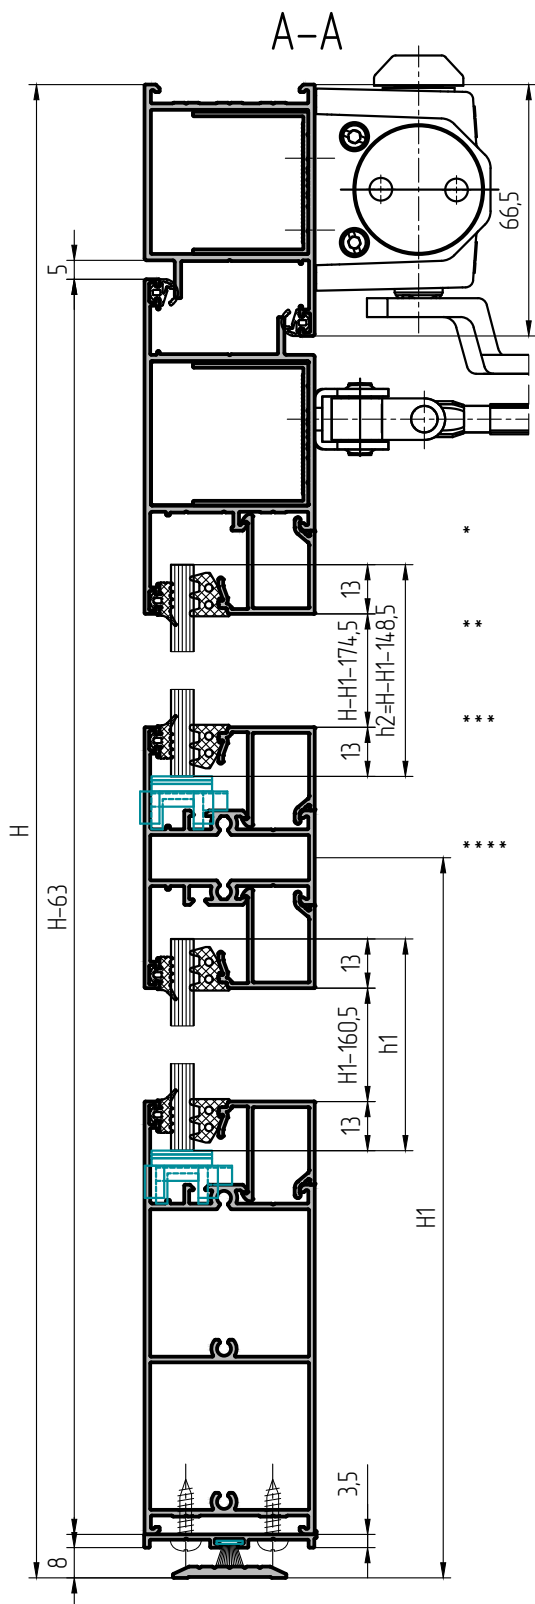 A-A
66,5
5
*
13
**
H-H1-174,5
h2=H-H1-148,5
***
13
H
****
H-63
13
H1-160,5
h1
13
H1
3,5
8